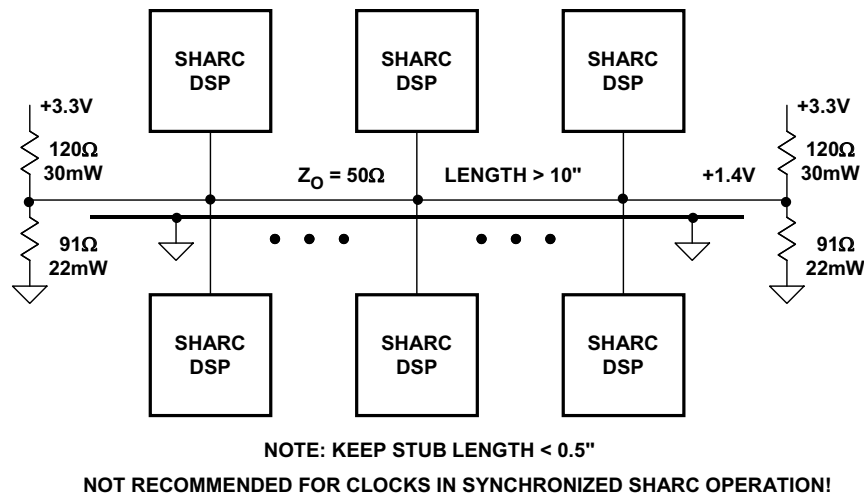 SHARC
DSP
SHARC
DSP
SHARC
DSP
+3.3V
+3.3V
120Ω
30mW
Z_O = 50Ω
LENGTH > 10"
+1.4V
120Ω
30mW
91Ω
22mW
91Ω
22mW
SHARC
DSP
SHARC
DSP
SHARC
DSP
NOTE: KEEP STUB LENGTH < 0.5"
NOT RECOMMENDED FOR CLOCKS IN SYNCHRONIZED SHARC OPERATION!